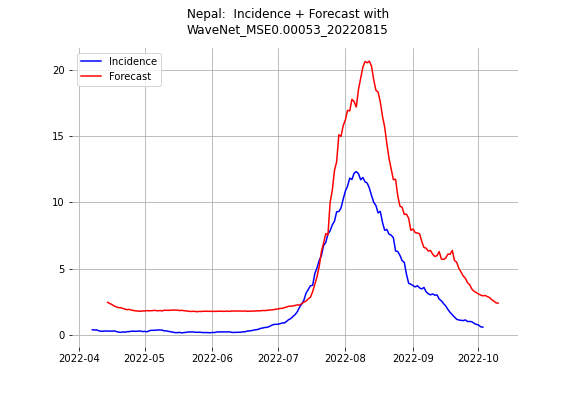 Nepal:  Incidence + Forecast with
WaveNet_MSE0.00053_20220815
Incidence
Forecast
20
15
10
5
0
2022-04 2022-05 2022-06 2022-07 2022-08 2022-09 2022-10